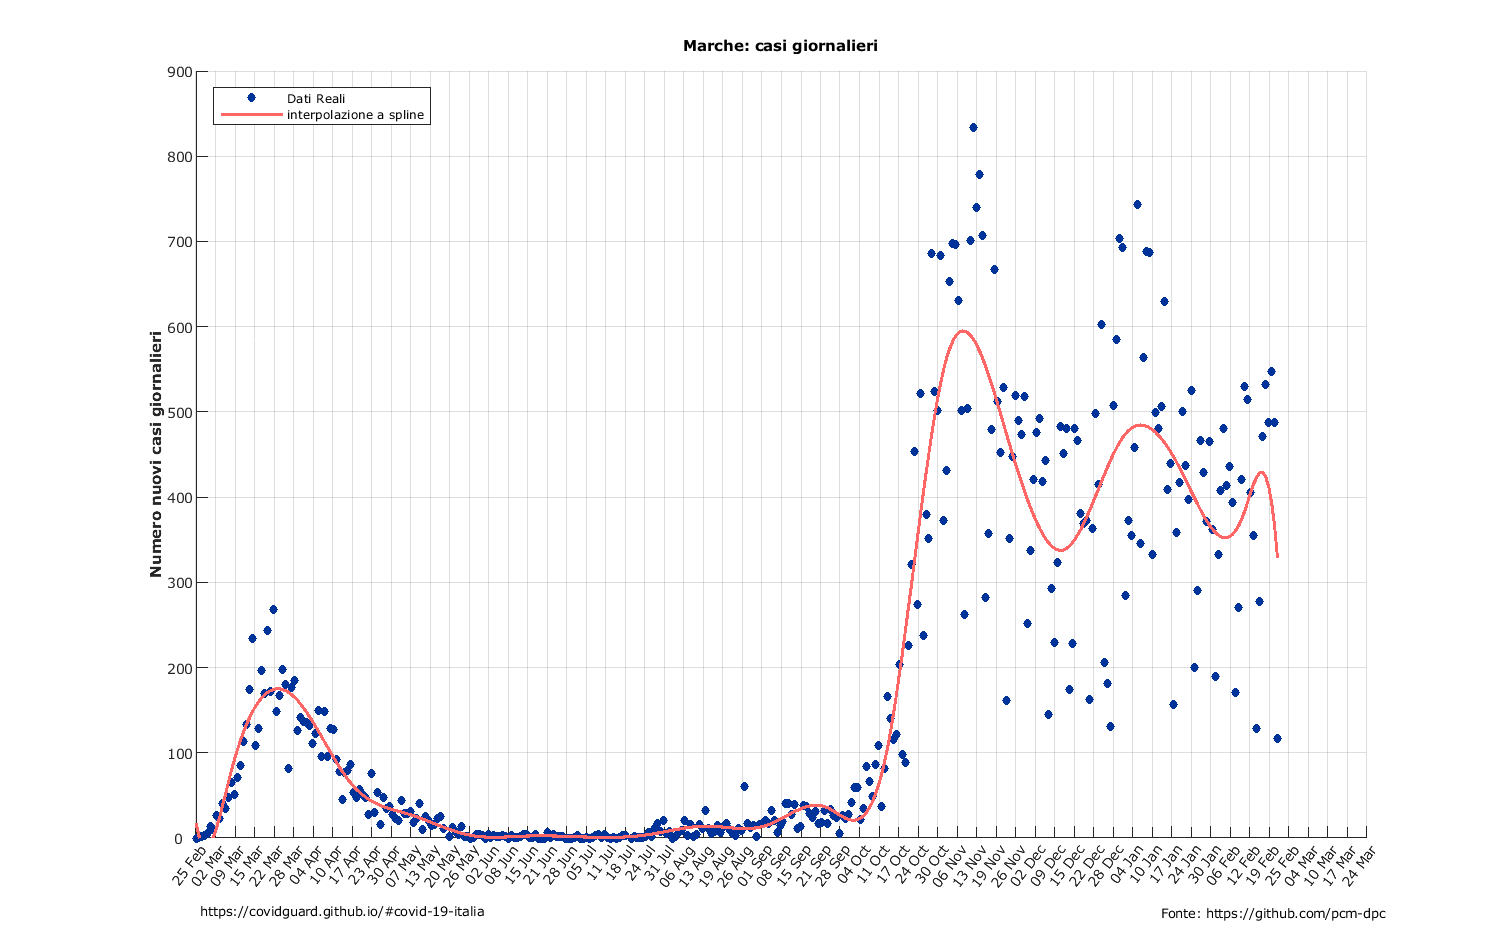 Marche: casi giornalieri
900
Dati Reali
interpolazione a spline
800
700
600
500
400
300
200
100
0
Numero nuovi casi giornalieri
25 Feb
02 Mar
09 Mar
15 Mar
22 Mar
28 Mar
04 Apr
10 Apr
17 Apr
23 Apr
30 Apr
07 May
13 May
20 May
26 May
02 Jun
08 Jun
15 Jun
21 Jun
28 Jun
05 Jul
11 Jul
18 Jul
24 Jul
31 Jul
06 Aug
13 Aug
19 Aug
26 Aug
01 Sep
08 Sep
15 Sep
21 Sep
28 Sep
04 Oct
11 Oct
17 Oct
24 Oct
30 Oct
06 Nov
13 Nov
19 Nov
26 Nov
02 Dec
09 Dec
15 Dec
22 Dec
28 Dec
04 Jan
10 Jan
17 Jan
24 Jan
30 Jan
06 Feb
12 Feb
19 Feb
25 Feb
04 Mar
10 Mar
17 Mar
24 Mar
https://covidguard.github.io/#covid-19-italia
Fonte: https://github.com/pcm-dpc